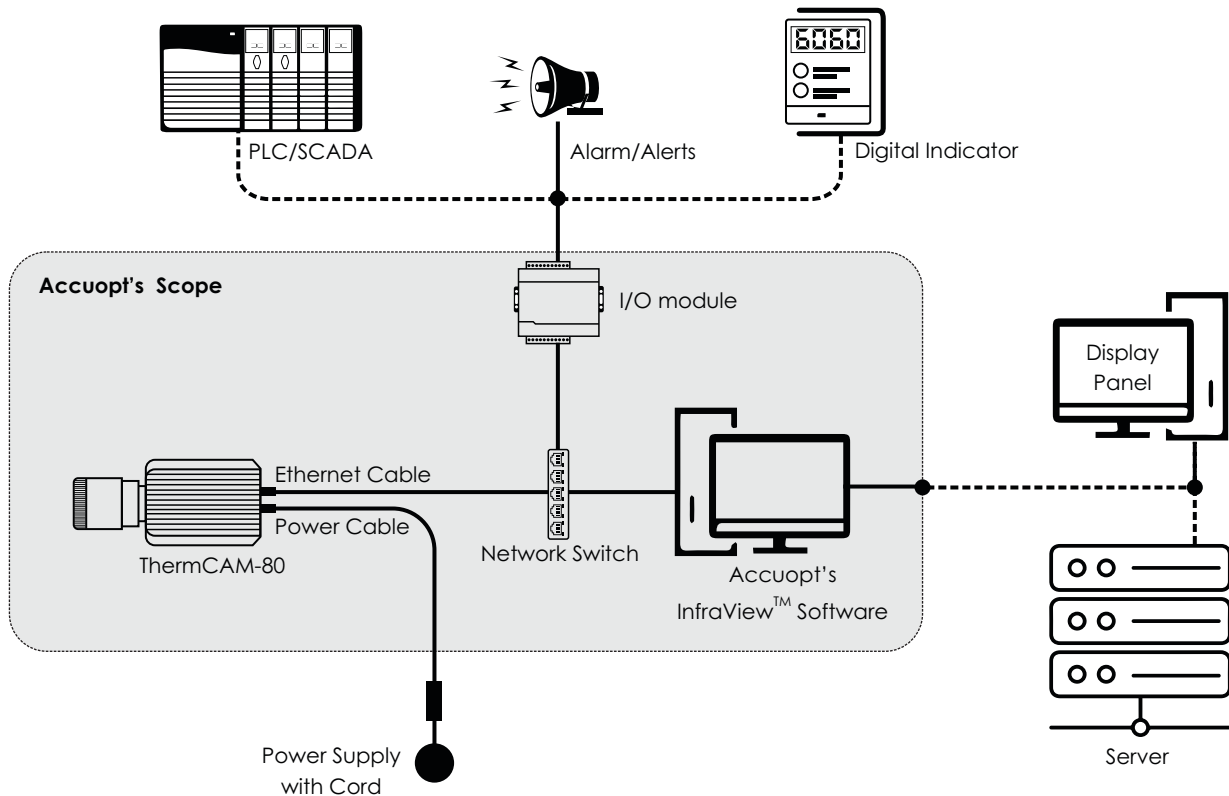 6060
PLC/SCADA
Alarm/Alerts
Digital Indicator
Accuopt's Scope
I/O module
Display
Panel
Ethernet Cable
Power Cable
ThermCAM-80
Network Switch
Accuopt's
InfraView™ Software
Power Supply
with Cord
Server